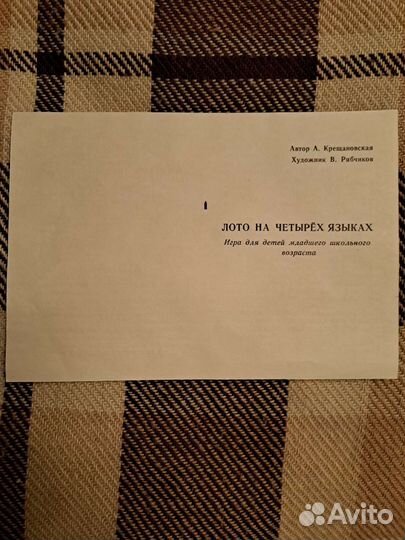 Автор А. Крещановская
Художник В. Рябчиков
ЛОТО НА ЧЕТЫРЁХ ЯЗЫКАХ
Игра для детей младшего школьного
возраста
Avito